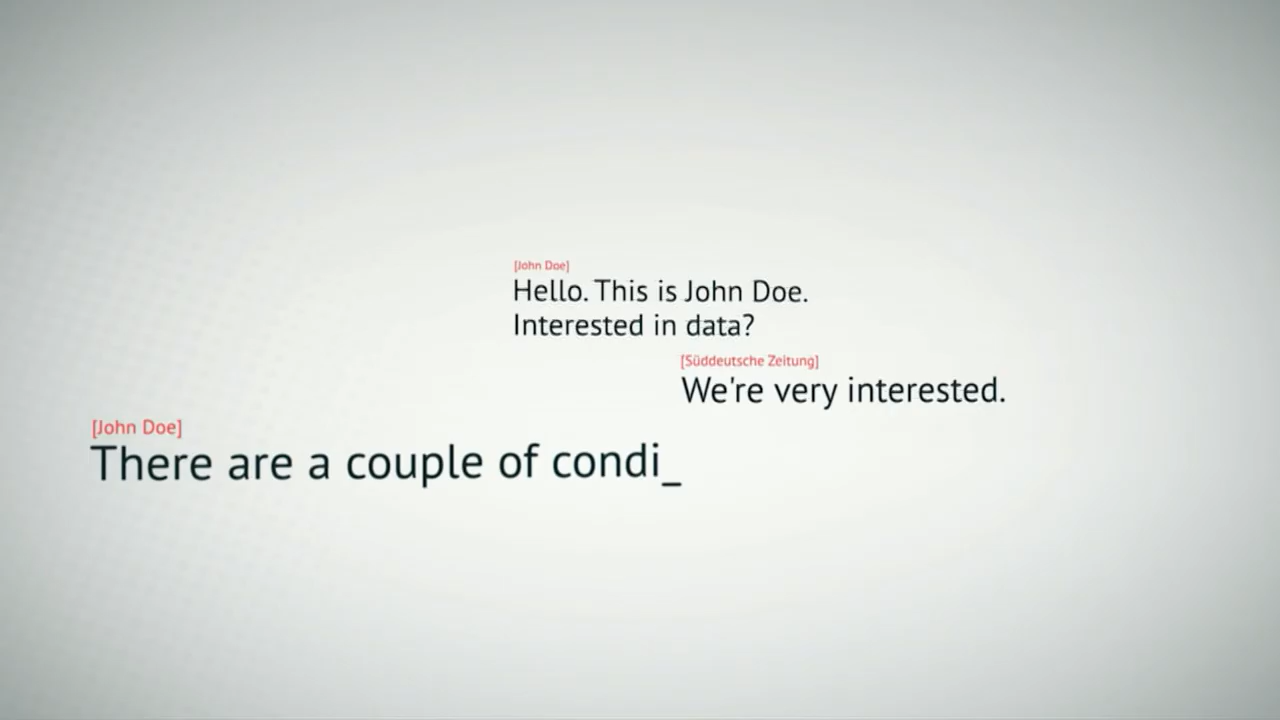 [John Doe]
Hello. This is John Doe.
Interested in data?
[Süddeutsche Zeitung]
We're very interested.
[John Doe]
There are a couple of condi_